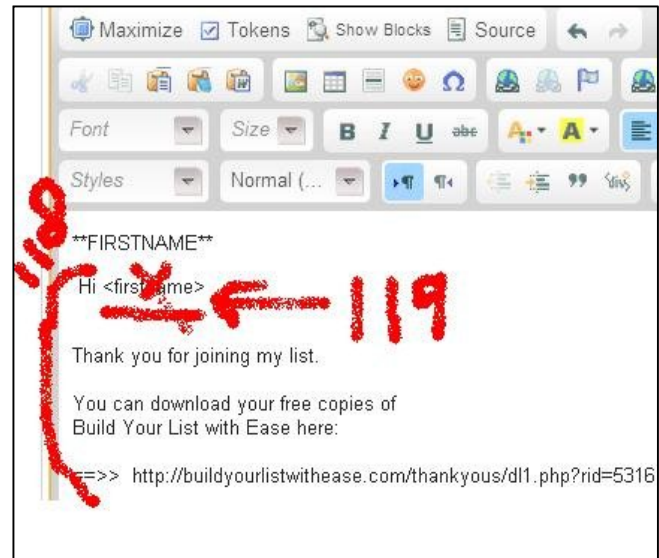 Maximize Tokens Show Blocks Source
Font Size B I U abc A A
Styles Normal (...
118
**FIRSTNAME**
Hi <firstname> 119
Thank you for joining my list.
You can download your free copies of
Build Your List with Ease here:
==>> http://buildyourlistwithease.com/thankyous/dl1.php?rid=5316